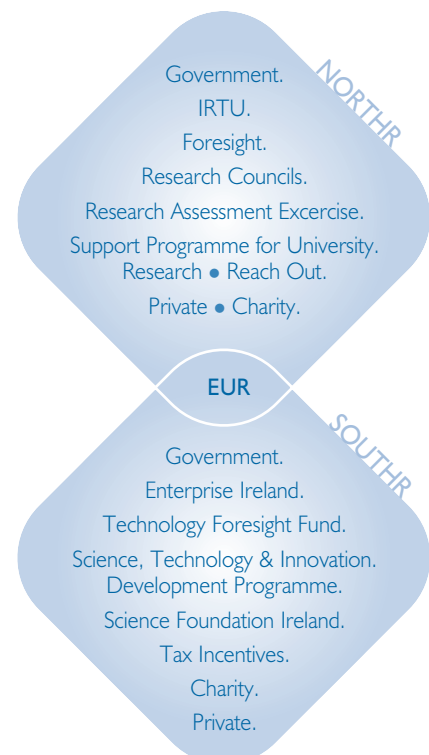 NORTHR
Government.
IRTU.
Foresight.
Research Councils.
Research Assessment Excercise.
Support Programme for University.
Research ● Reach Out.
Private ● Charity.
EUR
SOUTHR
Government.
Enterprise Ireland.
Technology Foresight Fund.
Science, Technology & Innovation.
Development Programme.
Science Foundation Ireland.
Tax Incentives.
Charity.
Private.